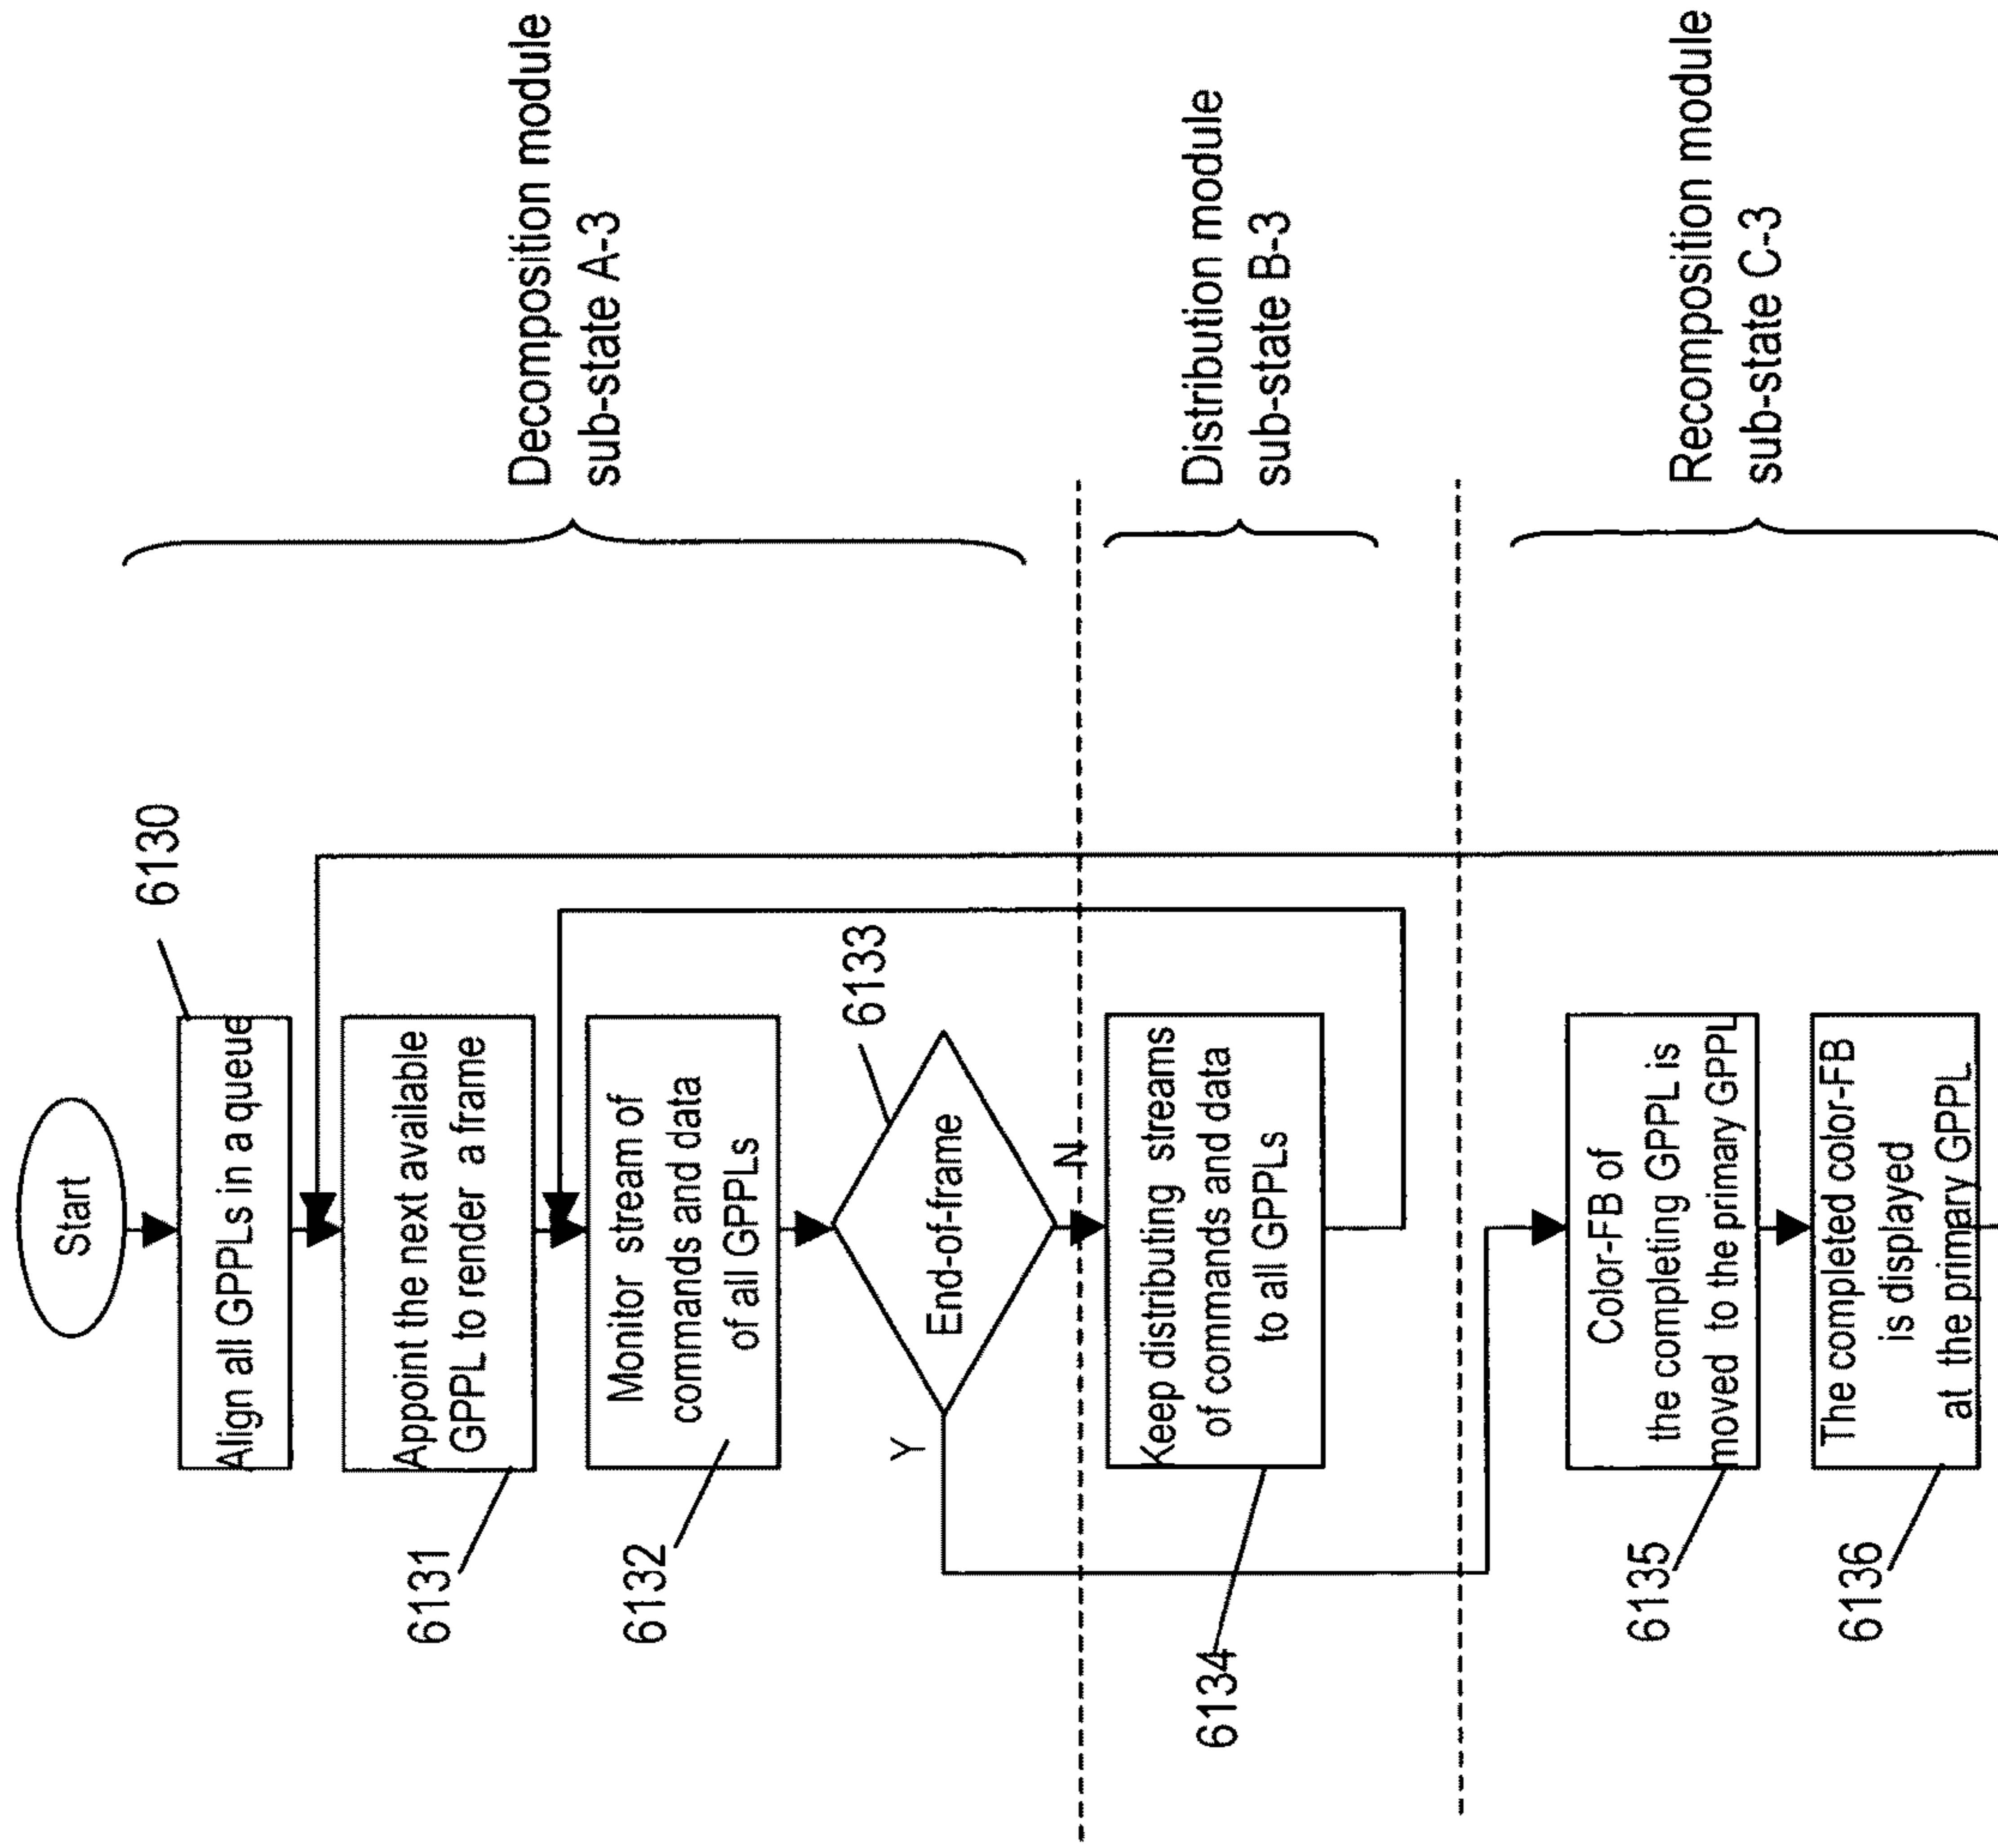 Start
6130
Align all GPPLs in a queue
6131
Appoint the next available
GPPL to render a frame
6132
Monitor stream of
commands and data
of all GPPLs
6133
End-of-frame
Y
N
Decomposition module
sub-state A-3
6134
Keep distributing streams
of commands and data
to all GPPLs
Distribution module
sub-state B-3
6135
Color-FB of
the completing GPPL is
moved to the primary GPPL
6136
The completed color-FB
is displayed
at the primary GPPL
Recomposition module
sub-state C-3